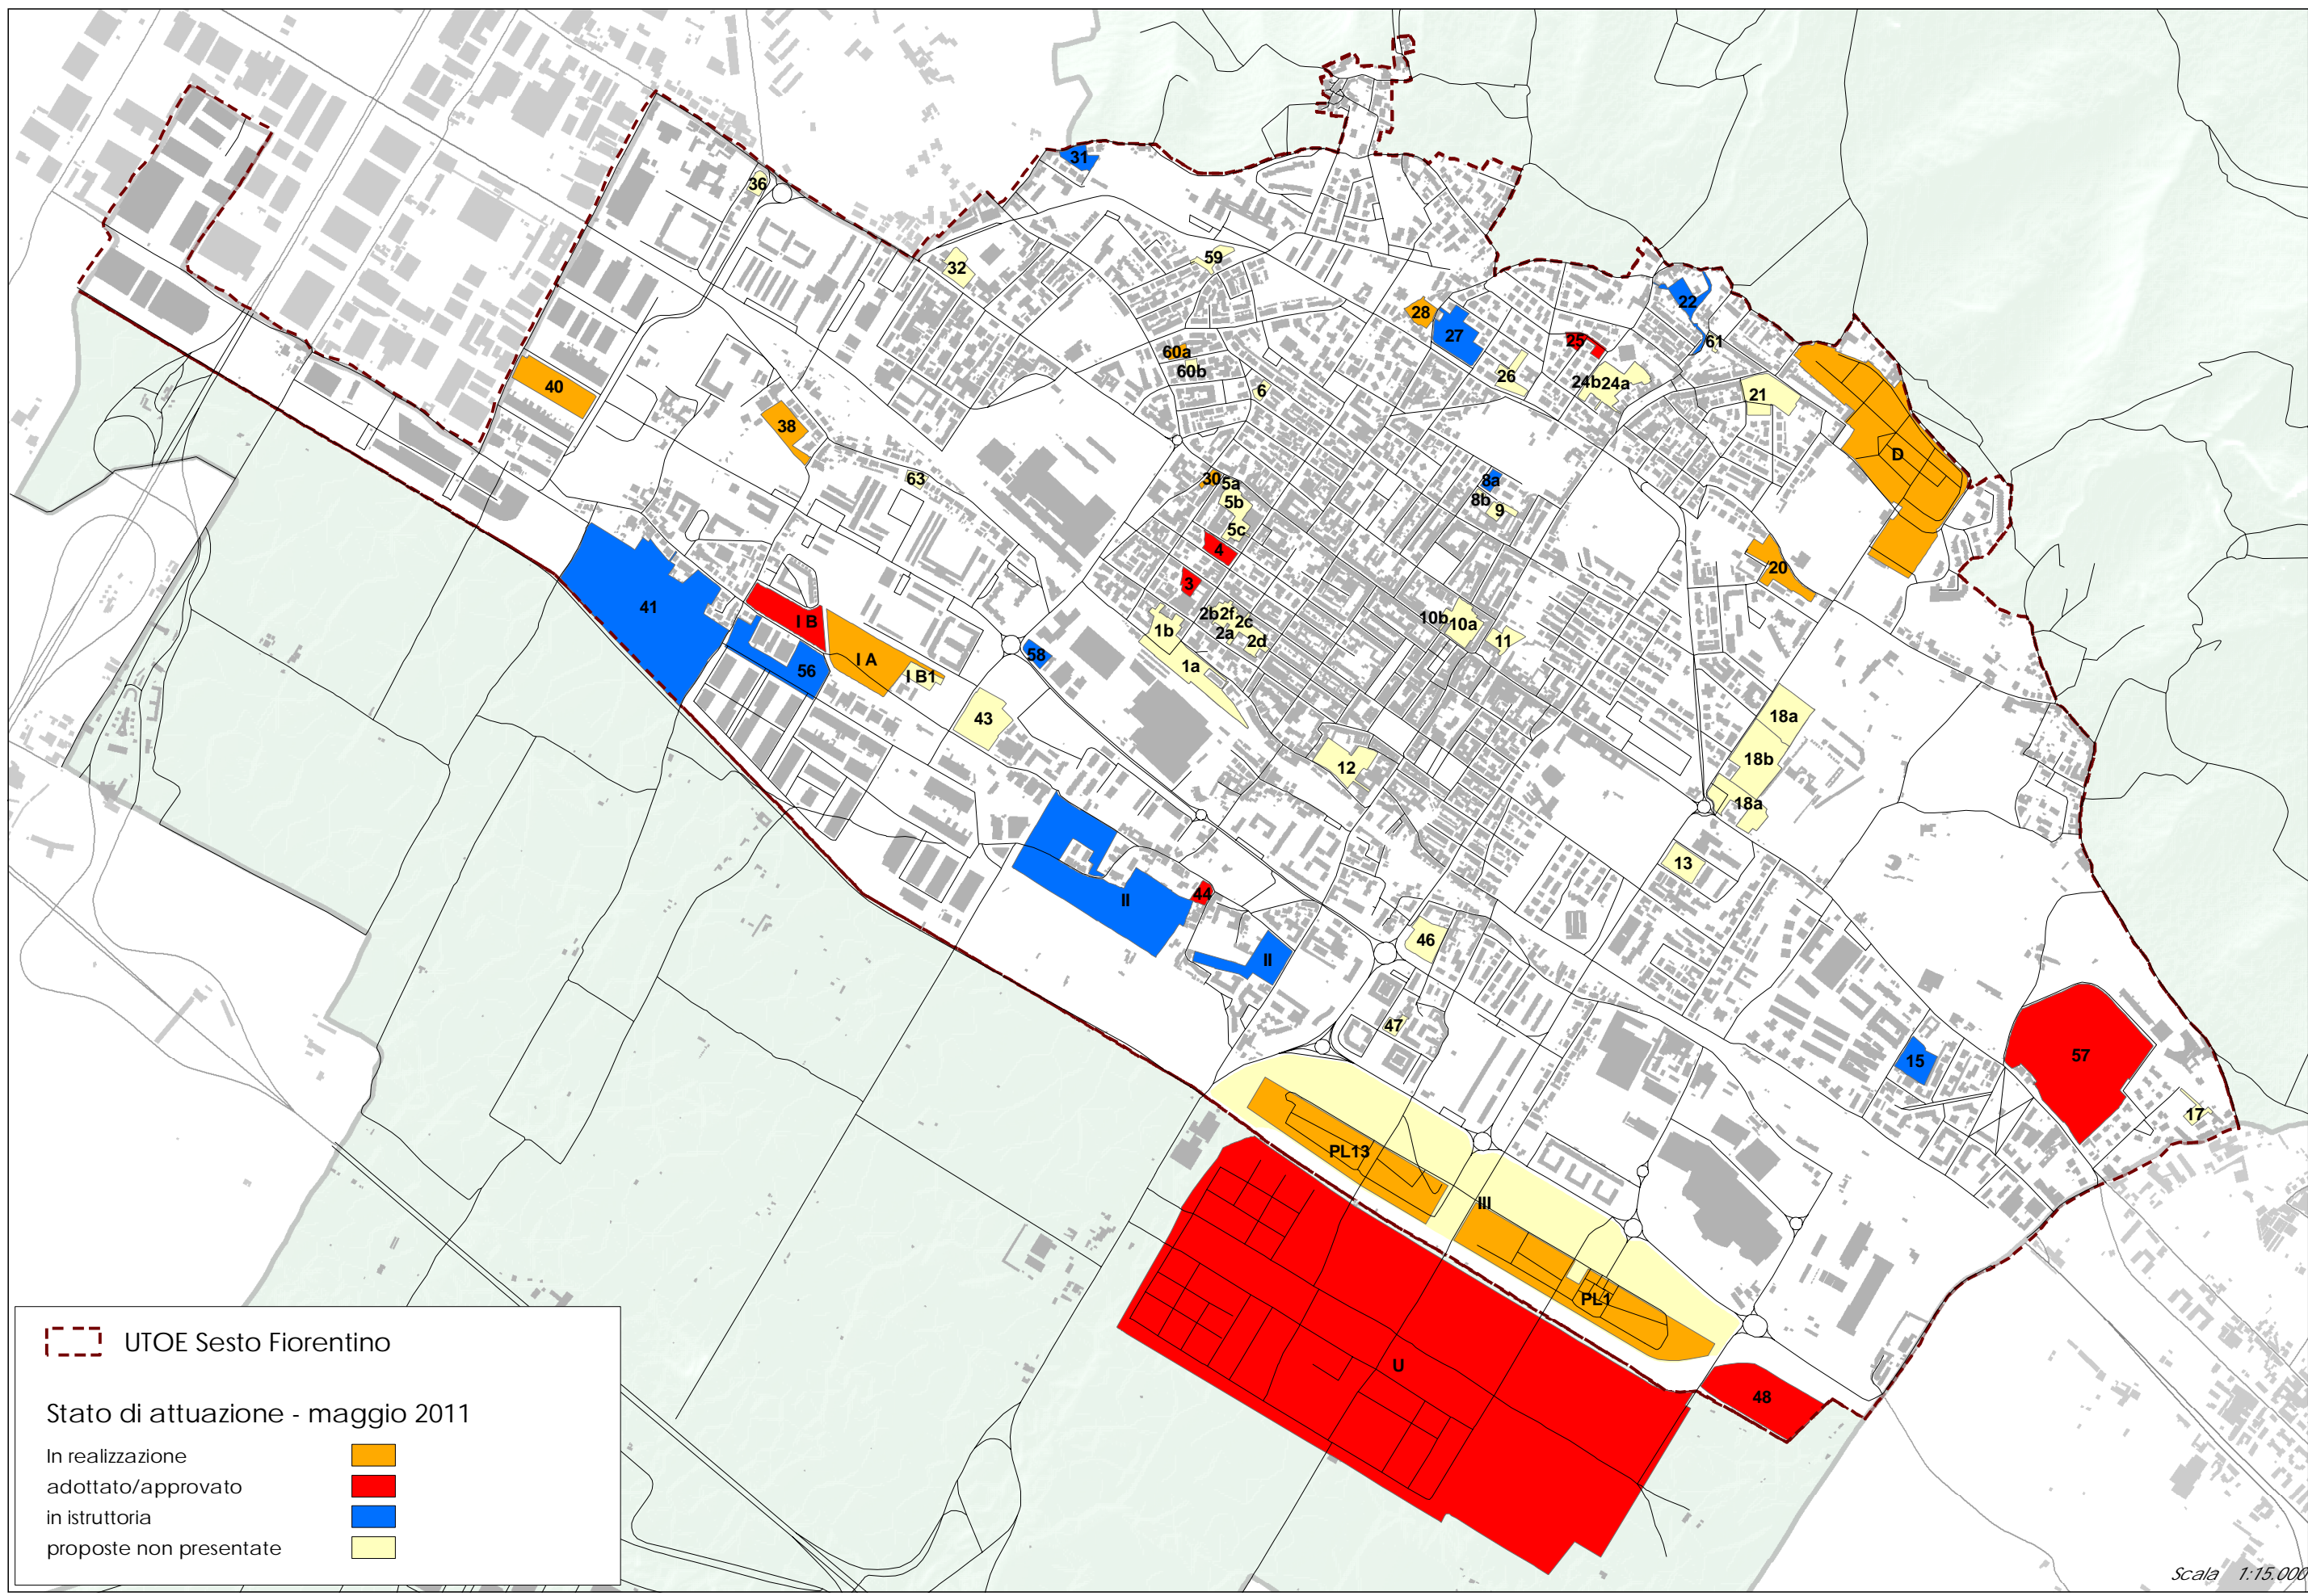 31
36
59
32
22
28
27
25
61
60a
60b
26
24b
24a
40
6
21
38
D
63
30
5a
8a
5b
8b
9
5c
4
20
3
41
2b
2f
2c
I B
1b
2a
2d
10b
10a
11
58
I A
56
I B1
1a
43
18a
12
18b
18a
13
44
II
46
II
47
57
15
17
PL13
III
PL1
U
48
UTOE Sesto Fiorentino
Stato di attuazione - maggio 2011
In realizzazione
adottato/approvato
in istruttoria
proposte non presentate
Scala 1:15.000